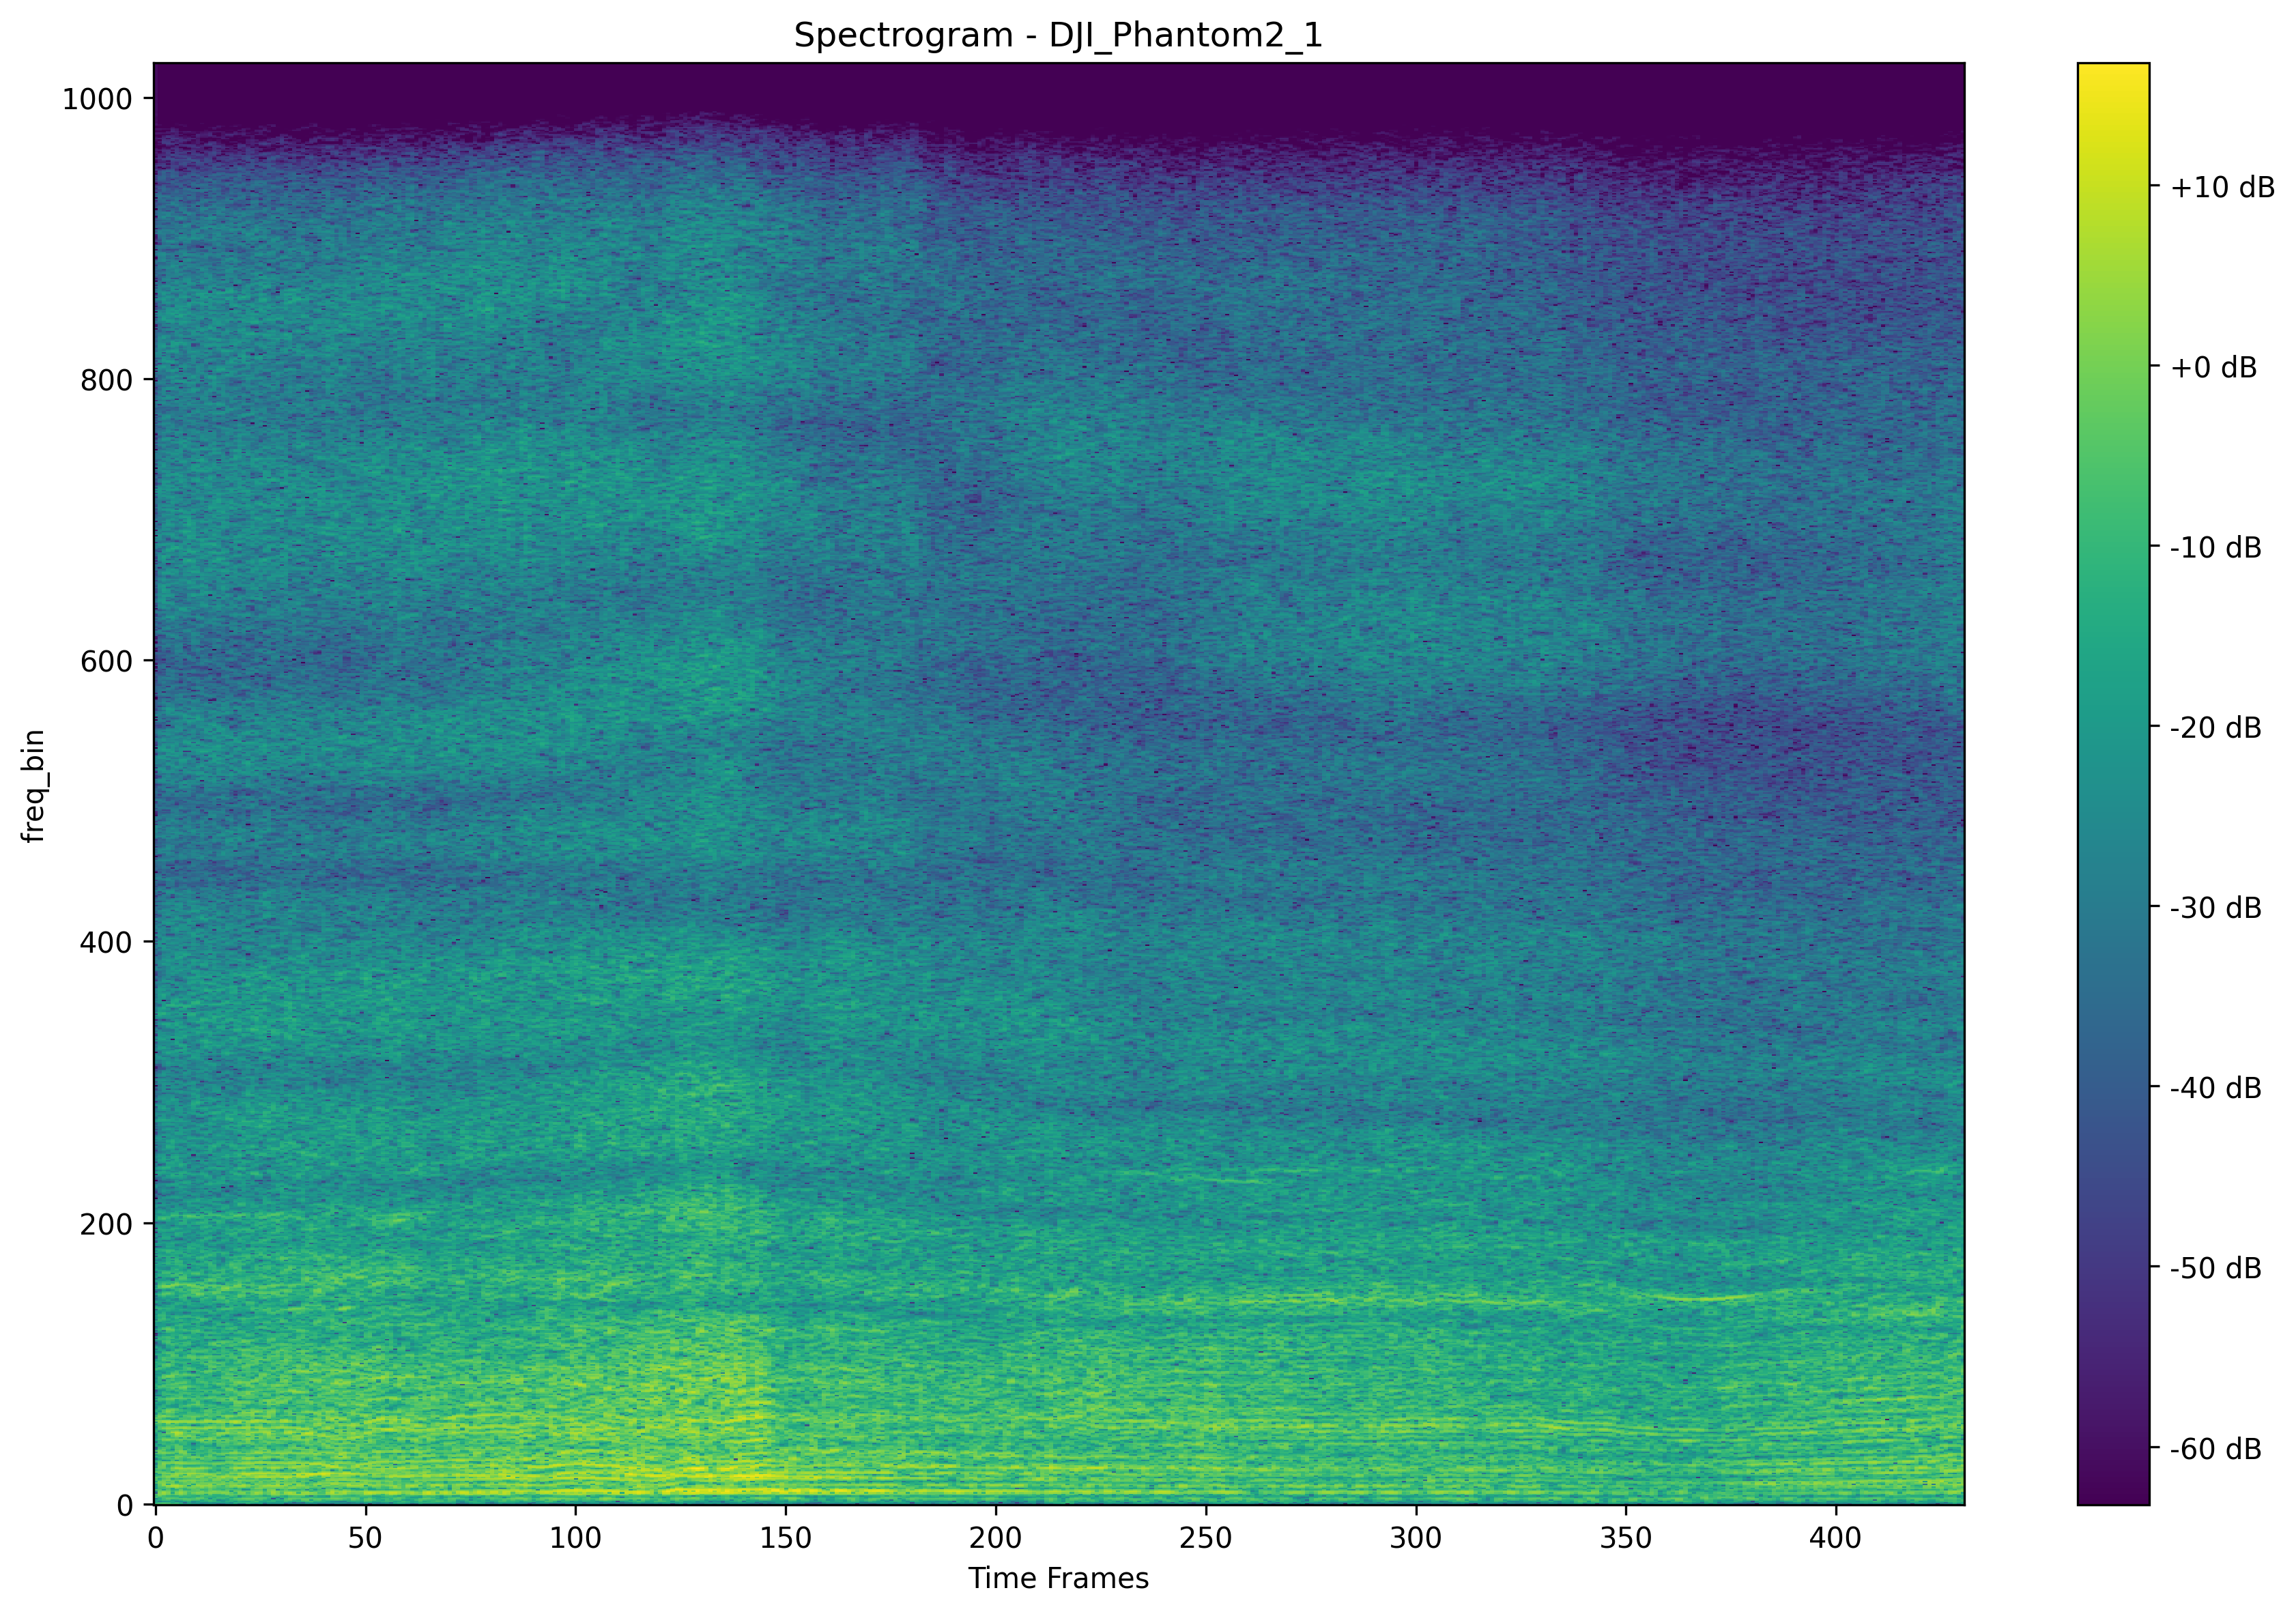 Spectrogram - DJI_Phantom2_1
1000
800
600
400
200
0
freq_bin
0 50 100 150 200 250 300 350 400
Time Frames
+10 dB
+0 dB
-10 dB
-20 dB
-30 dB
-40 dB
-50 dB
-60 dB